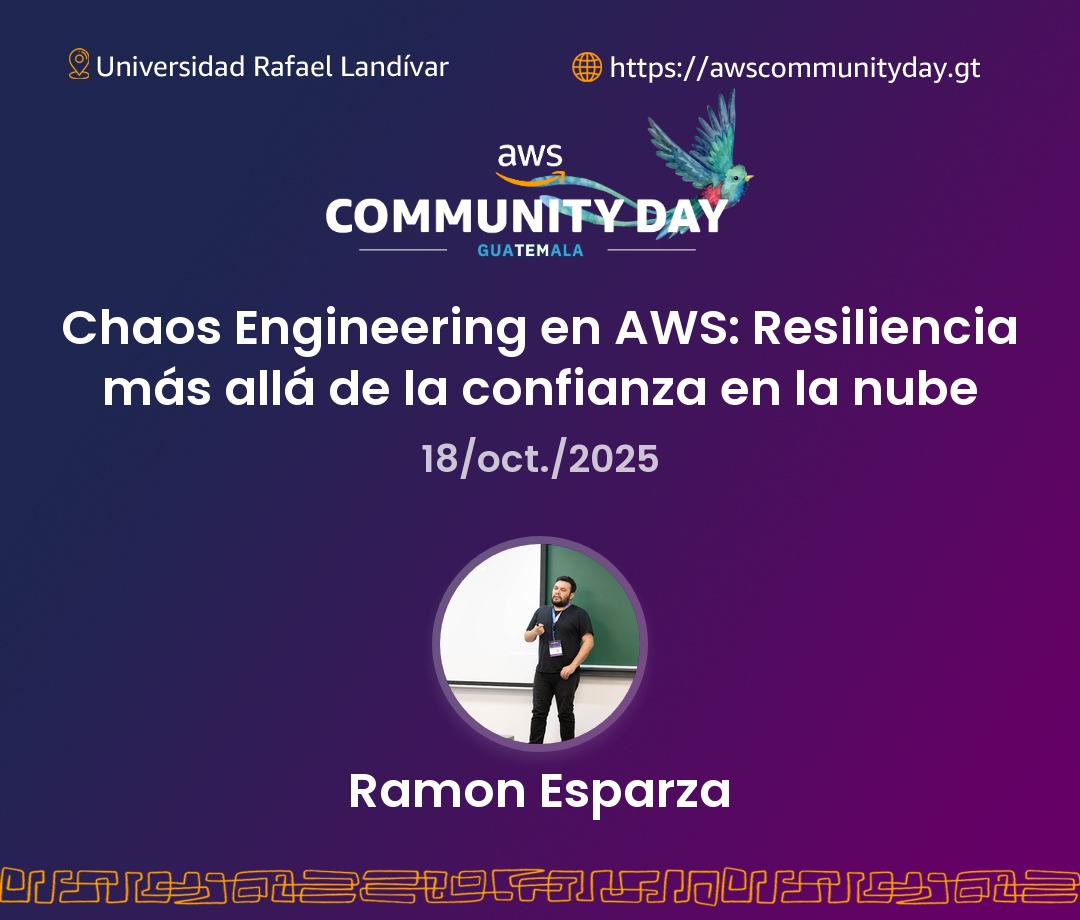 Universidad Rafael Landívar
https://awscommunityday.gt
aws
COMMUNITY DAY
GUATEMALA
Chaos Engineering en AWS: Resiliencia
más allá de la confianza en la nube
18/oct./2025
Ramon Esparza